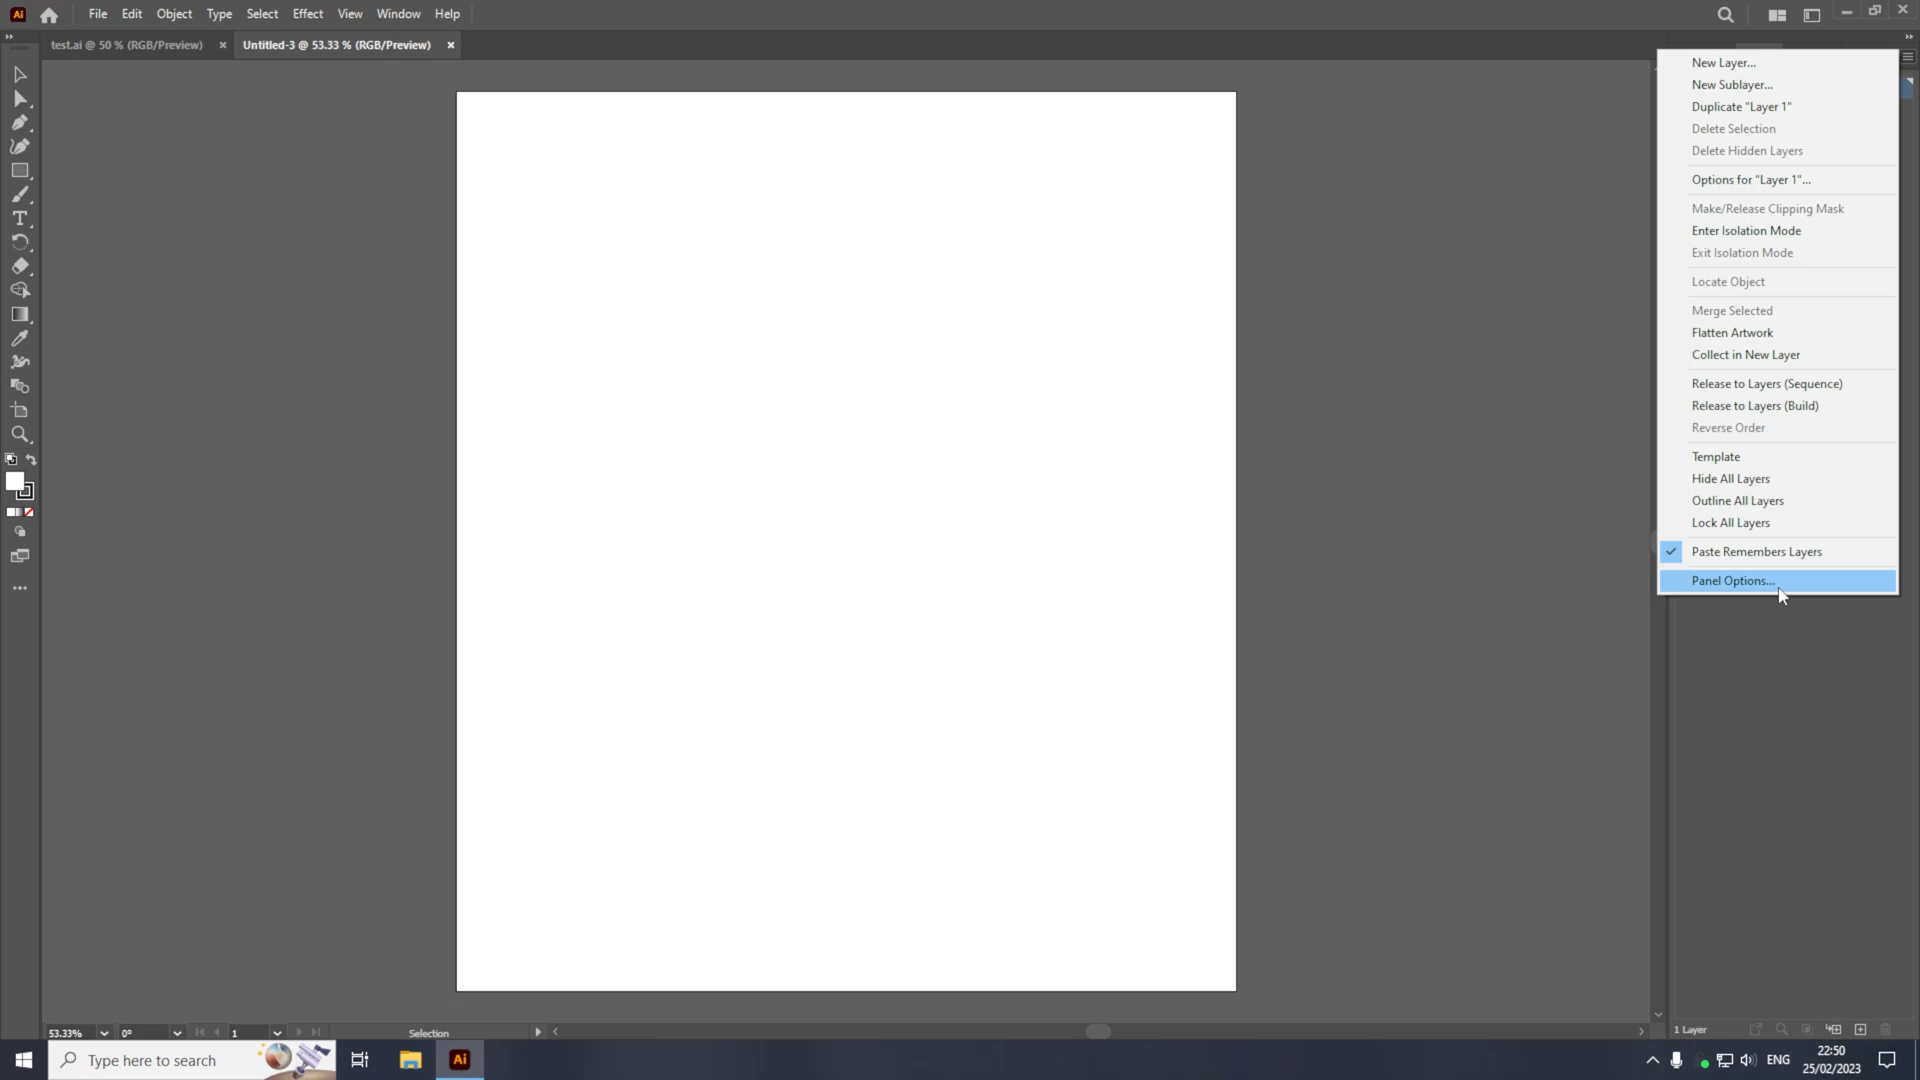 Ai File Edit Object Type Select Effect View Window Help
test.ai @ 50 % (RGB/Preview) × Untitled-3 @ 53.33 % (RGB/Preview) ×
New Layer...
New Sublayer...
Duplicate "Layer 1"
Delete Selection
Delete Hidden Layers
Options for "Layer 1"...
Make/Release Clipping Mask
Enter Isolation Mode
Exit Isolation Mode
Locate Object
Merge Selected
Flatten Artwork
Collect in New Layer
Release to Layers (Sequence)
Release to Layers (Build)
Reverse Order
Template
Hide All Layers
Outline All Layers
Lock All Layers
Paste Remembers Layers
Panel Options...
53.33% 0° 1 Selection
1 Layer
Type here to search
Ai
ENG
22:50
25/02/2023